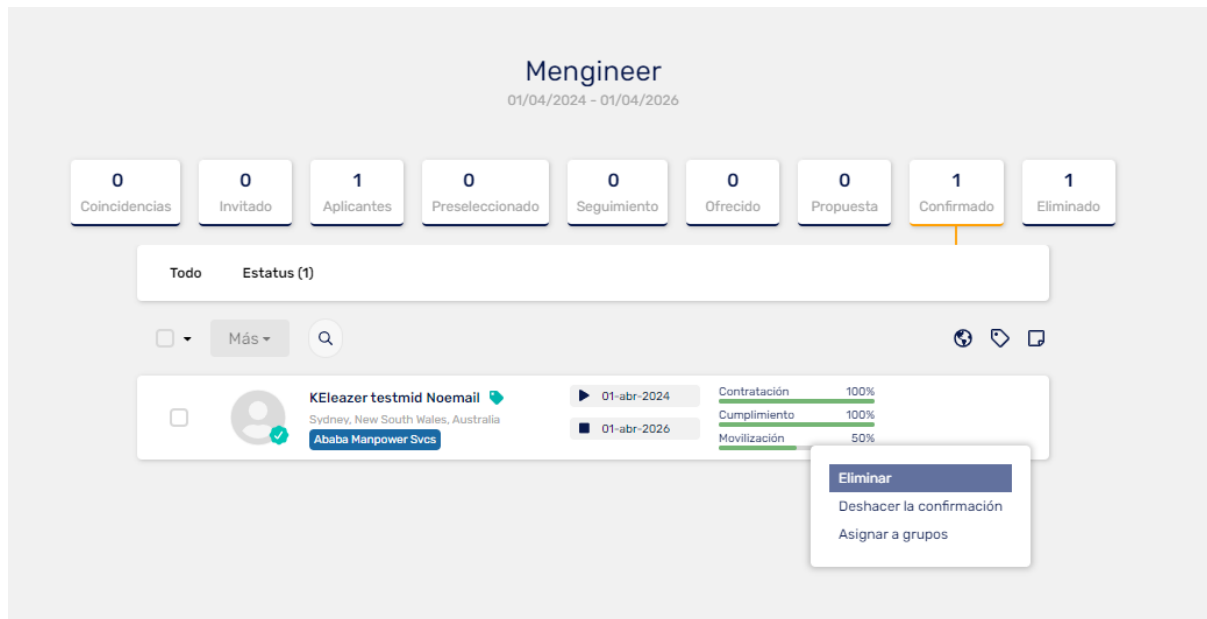 Mengineer
01/04/2024 - 01/04/2026
0 0 1 0 0 0 0 1 1
Coincidencias Invitado Aplicantes Preseleccionado Seguimiento Ofrecido Propuesta Confirmado Eliminado
Todo Estatus (1)
Más
KEleazer testmid Noemail
Sydney, New South Wales, Australia
Ababa Manpower Svcs
01-abr-2024
01-abr-2026
Contratación 100%
Cumplimiento 100%
Movilización 50%
Eliminar
Deshacer la confirmación
Asignar a grupos